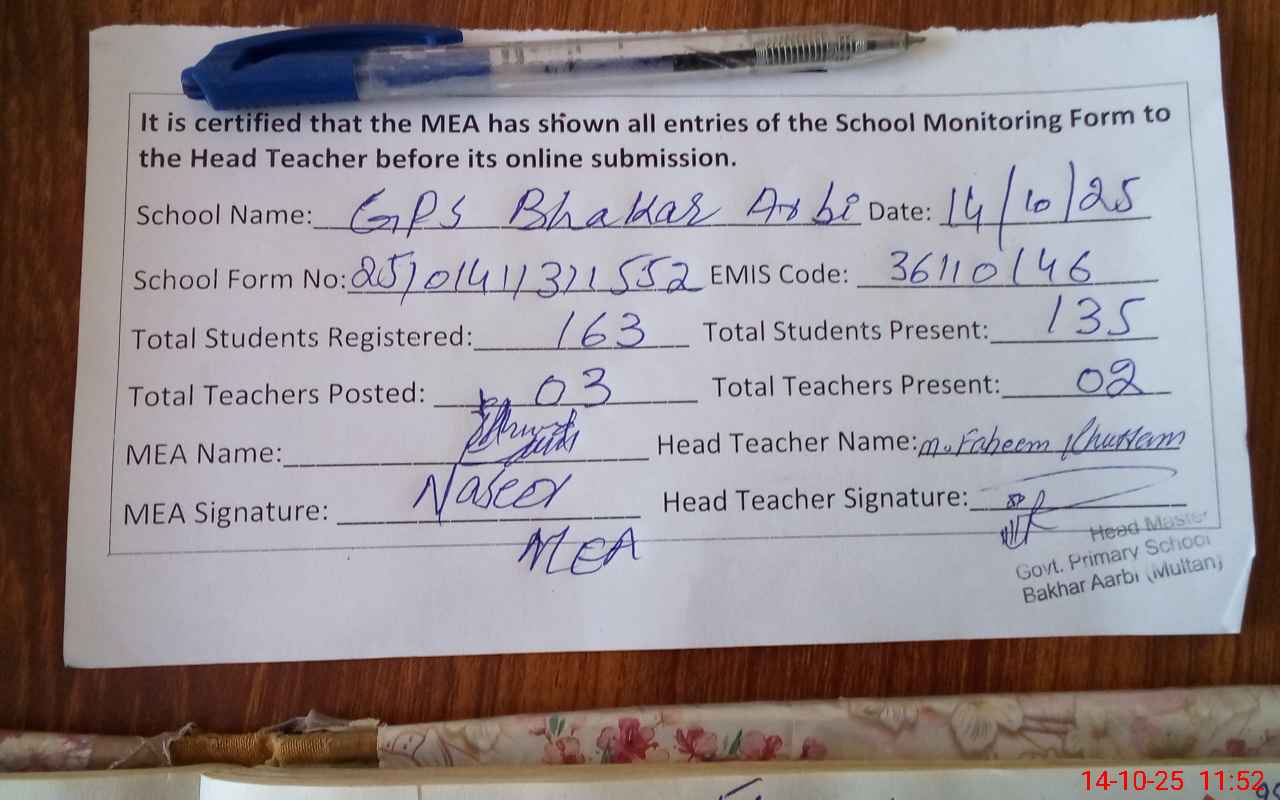 It is certified that the MEA has shown all entries of the School Monitoring Form to
the Head Teacher before its online submission.
School Name: GPS Bhakar Arbi Date: 14/10/25
School Form No: 25101411311552 EMIS Code: 36110146
Total Students Registered: 163 Total Students Present: 135
Total Teachers Posted: 03 Total Teachers Present: 02
MEA Name: Head Teacher Name: M. Faheem Khurram
MEA Signature: Naseer Head Teacher Signature:
MEA
Head Master
Govt. Primary School
Bakhar Aarbi (Multan)
14-10-25 11:52